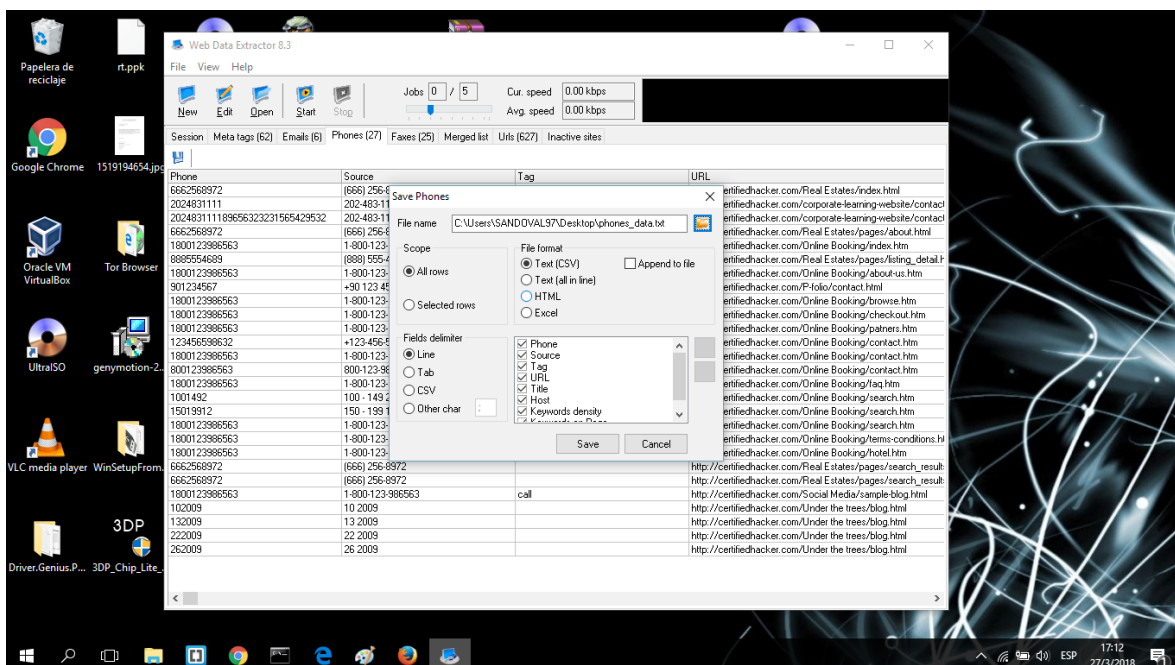 Papelera de
reciclaje
rt.ppk
Google Chrome
1519194654.jpg
Oracle VM
VirtualBox
Tor Browser
UltraISO
genymotion-2..
VLC media player
WinSetupFrom.
3DP
Driver.Genius.P...
3DP_Chip_Lite_.
Web Data Extractor 8.3
File View Help
New Edit Open Start Stop
Jobs 0 / 5
Cur. speed 0.00 kbps
Avg. speed 0.00 kbps
Session Meta tags (62) Emails (6) Phones (27) Faxes (25) Merged list Urls (627) Inactive sites
Phone Source Tag URL
6662568972 (666) 256-8 ertifiedhacker.com/Real Estates/index.html
2024831111 202-483-11 ertifiedhacker.com/corporate-learning-website/contact
20248311118965632323156542​9532 202-483-11 ertifiedhacker.com/corporate-learning-website/contact
6662568972 (666) 256-8 ertifiedhacker.com/Real Estates/pages/about.html
1800123986563 1-800-123- ertifiedhacker.com/Online Booking/index.htm
8885554689 (888) 555-4 ertifiedhacker.com/Real Estates/pages/listing_detail.h
1800123986563 1-800-123- ertifiedhacker.com/Online Booking/about-us.htm
901234567 +90 123 45 ertifiedhacker.com/P-folio/contact.html
1800123986563 1-800-123- ertifiedhacker.com/Online Booking/browse.htm
1800123986563 1-800-123- ertifiedhacker.com/Online Booking/checkout.htm
1800123986563 1-800-123- ertifiedhacker.com/Online Booking/patners.htm
123456598632 +123-456-5 ertifiedhacker.com/Online Booking/contact.htm
1800123986563 1-800-123- ertifiedhacker.com/Online Booking/contact.htm
800123986563 800-123-98 ertifiedhacker.com/Online Booking/contact.htm
1800123986563 1-800-123- ertifiedhacker.com/Online Booking/faq.htm
1001492 100 - 149 2 ertifiedhacker.com/Online Booking/search.htm
15019912 150 - 199 1 ertifiedhacker.com/Online Booking/search.htm
1800123986563 1-800-123- ertifiedhacker.com/Online Booking/search.htm
1800123986563 1-800-123- ertifiedhacker.com/Online Booking/terms-conditions.ht
1800123986563 1-800-123- ertifiedhacker.com/Online Booking/hotel.htm
6662568972 (666) 256-8972 http://certifiedhacker.com/Real Estates/pages/search_result:
6662568972 (666) 256-8972 http://certifiedhacker.com/Real Estates/pages/search_result:
1800123986563 1-800-123-986563 call http://certifiedhacker.com/Social Media/sample-blog.html
102009 10 2009 http://certifiedhacker.com/Under the trees/blog.html
132009 13 2009 http://certifiedhacker.com/Under the trees/blog.html
222009 22 2009 http://certifiedhacker.com/Under the trees/blog.html
262009 26 2009 http://certifiedhacker.com/Under the trees/blog.html
Save Phones
File name C:\Users\SANDOVAL97\Desktop\phones_data.txt
Scope
All rows
Selected rows
File format
Text (CSV) Append to file
Text (all in line)
HTML
Excel
Fields delimiter
Line
Tab
CSV
Other char ;
Phone
Source
Tag
URL
Title
Host
Keywords density
Keywords on Page
Save Cancel
ESP
17:12
27/3/2018